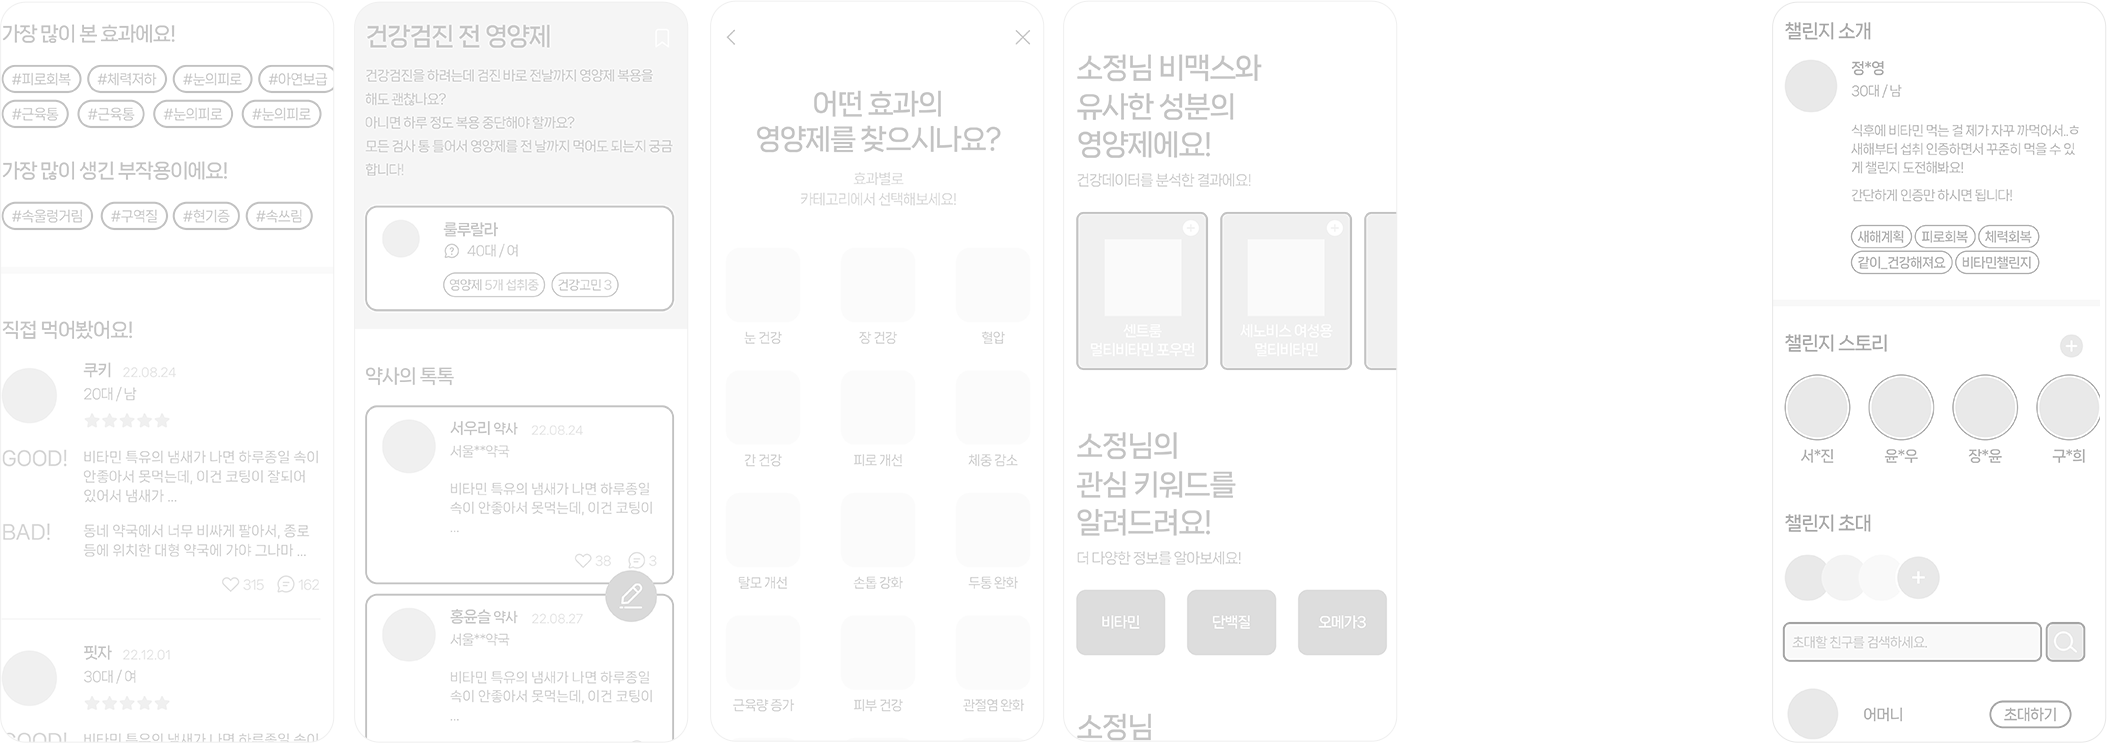 가장 많이 본 효과에요!
#피로회복 #체력저하 #눈의피로 #아연보급
#근육통 #근육통 #눈의피로 #눈의피로
가장 많이 생긴 부작용이에요!
#속울렁거림 #구역질 #현기증 #속쓰림
직접 먹어봤어요!
쿠키 22.08.24
20대 / 남
GOOD! 비타민 특유의 냄새가 나면 하루종일 속이
안좋아서 못먹는데, 이건 코팅이 잘되어
있어서 냄새가 ...
BAD! 동네 약국에서 너무 비싸게 팔아서, 종로
등에 위치한 대형 약국에 가야 그나마 ...
315 162
핏자 22.12.01
30대 / 여
GOOD! 비타민 특유의 냄새가 나면 하루종일 속이
건강검진 전 영양제
건강검진을 하려는데 검진 바로 전날까지 영양제 복용을
해도 괜찮나요?
아니면 하루 정도 복용 중단해야 할까요?
모든 검사 통 틀어서 영양제를 전 날까지 먹어도 되는지 궁금
합니다!
룰루랄라
40대 / 여
영양제 5개 섭취중 건강고민 3
약사의 톡톡
서우리 약사 22.08.24
서울**약국
비타민 특유의 냄새가 나면 하루종일
속이 안좋아서 못먹는데, 이건 코팅이
...
38 3
홍윤슬 약사 22.08.27
서울**약국
비타민 특유의 냄새가 나면 하루종일
속이 안좋아서 못먹는데, 이건 코팅이
...
어떤 효과의
영양제를 찾으시나요?
효과별로
카테고리에서 선택해보세요!
눈 건강 장 건강 혈압
간 건강 피로 개선 체중 감소
탈모 개선 손톱 강화 두통 완화
근육량 증가 피부 건강 관절염 완화
소정님 비맥스와
유사한 성분의
영양제에요!
건강데이터를 분석한 결과에요!
센트룸
멀티비타민 포우먼
세노비스 여성용
멀티비타민
소정님의
관심 키워드를
알려드려요!
더 다양한 정보를 알아보세요!
비타민 단백질 오메가3
소정님
챌린지 소개
정*영
30대 / 남
식후에 비타민 먹는 걸 제가 자꾸 까먹어서..ㅎ
새해부터 섭취 인증하면서 꾸준히 먹을 수 있
게 챌린지 도전해봐요!
간단하게 인증만 하시면 됩니다!
새해계획 피로회복 체력회복
같이_건강해져요 비타민챌린지
챌린지 스토리
서*진 윤*우 장*윤 구*희
챌린지 초대
초대할 친구를 검색하세요.
어머니 초대하기